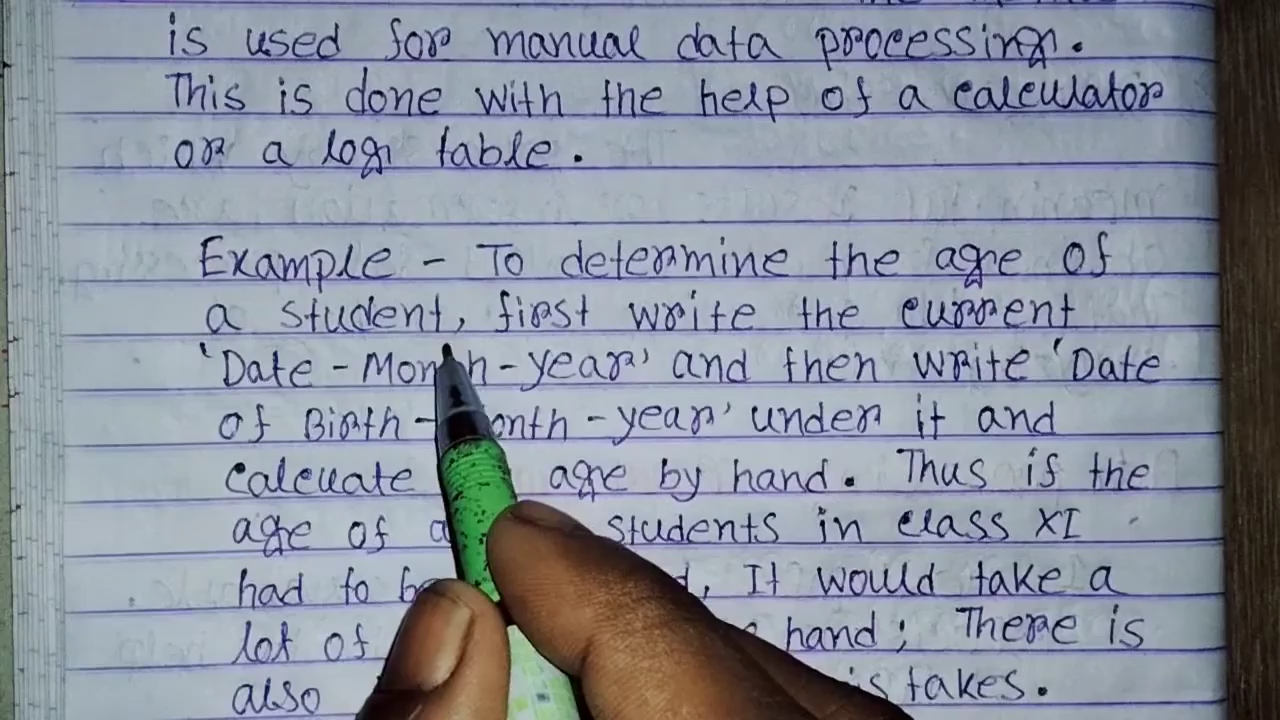 is used for manual data processing.
This is done with the help of a calculator
or a log table.
Example - To determine the age of
a student, first write the current
'Date - Month - year' and then write 'Date
of Birth - onth - year' under it and
calcuate age by hand. Thus if the
age of students in class XI
had to It would take a
lot of hand; There is
also